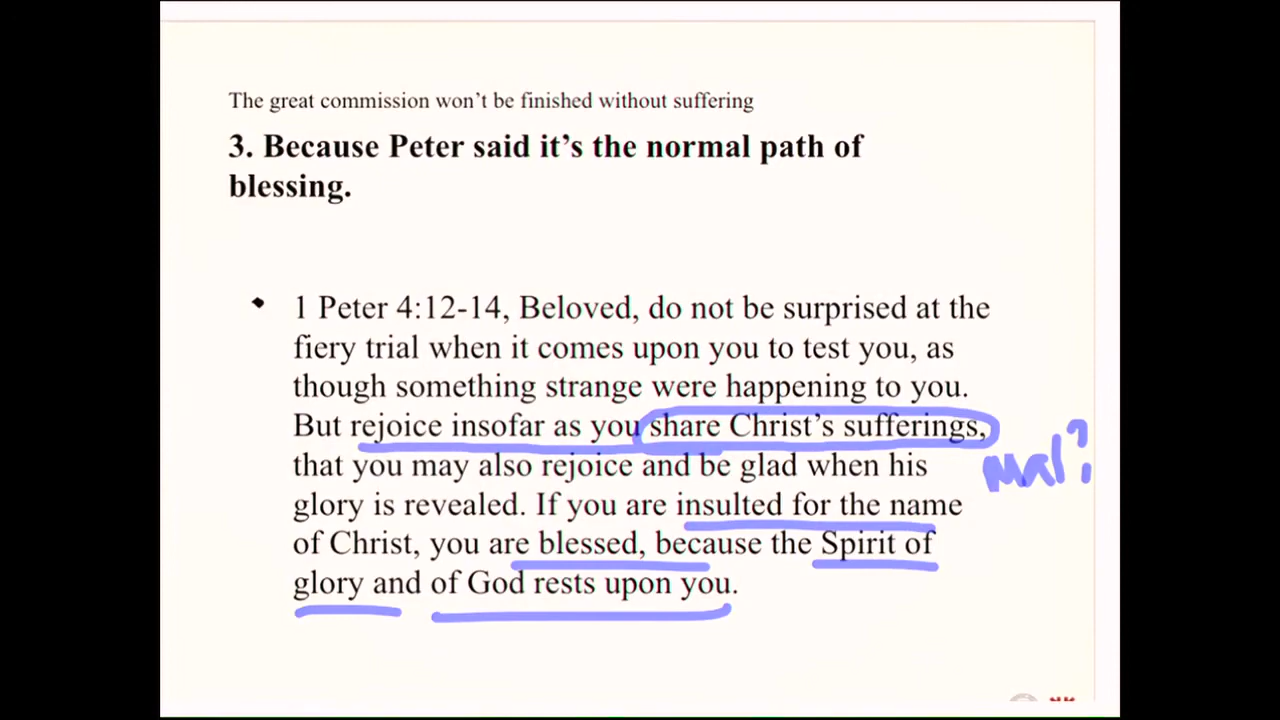 The great commission won’t be finished without suffering
3. Because Peter said it’s the normal path of
blessing.
1 Peter 4:12-14, Beloved, do not be surprised at the
fiery trial when it comes upon you to test you, as
though something strange were happening to you.
But rejoice insofar as you share Christ’s sufferings,
that you may also rejoice and be glad when his
glory is revealed. If you are insulted for the name
of Christ, you are blessed, because the Spirit of
glory and of God rests upon you.